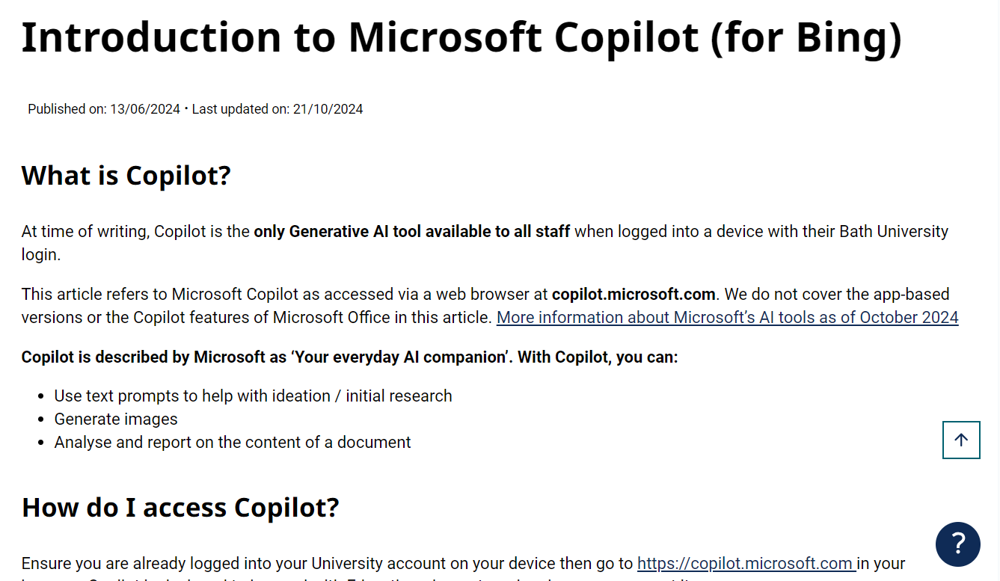 Introduction to Microsoft Copilot (for Bing)
Published on: 13/06/2024 • Last updated on: 21/10/2024
What is Copilot?
At time of writing, Copilot is the only Generative AI tool available to all staff when logged into a device with their Bath University
login.
This article refers to Microsoft Copilot as accessed via a web browser at copilot.microsoft.com. We do not cover the app-based
versions or the Copilot features of Microsoft Office in this article. More information about Microsoft’s AI tools as of October 2024
Copilot is described by Microsoft as ‘Your everyday AI companion’. With Copilot, you can:
• Use text prompts to help with ideation / initial research
• Generate images
• Analyse and report on the content of a document
How do I access Copilot?
?
Ensure you are already logged into your University account on your device then go to https://copilot.microsoft.com in your